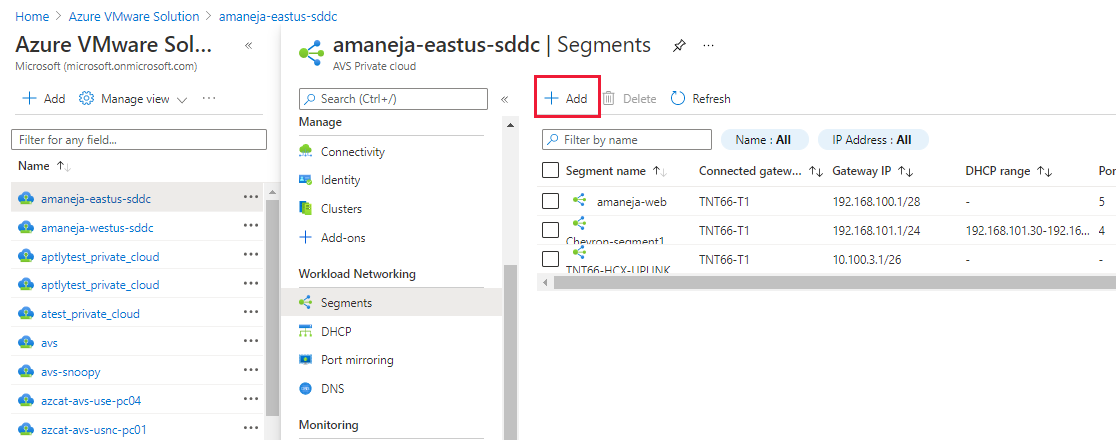 Home > Azure VMware Solution > amaneja-eastus-sddc
Azure VMware Sol...
Microsoft (microsoft.onmicrosoft.com)
Add Manage view ...
Filter for any field...
Name
amaneja-eastus-sddc
amaneja-westus-sddc
aptlytest_private_cloud
aptlytest_private_cloud
atest_private_cloud
avs
avs-snoopy
azcat-avs-use-pc04
azcat-avs-usnc-pc01
amaneja-eastus-sddc | Segments ...
AVS Private cloud
Search (Ctrl+/)
Manage
Connectivity
Identity
Clusters
Add-ons
Workload Networking
Segments
DHCP
Port mirroring
DNS
Monitoring
Add Delete Refresh
Filter by name Name : All IP Address : All
Segment name Connected gatew... Gateway IP DHCP range Por
amaneja-web TNT66-T1 192.168.100.1/28 - 5
Chevron-segment1 TNT66-T1 192.168.101.1/24 192.168.101.30-192.16... 4
TNT66-HCX-UPLINK TNT66-T1 10.100.3.1/26 - -